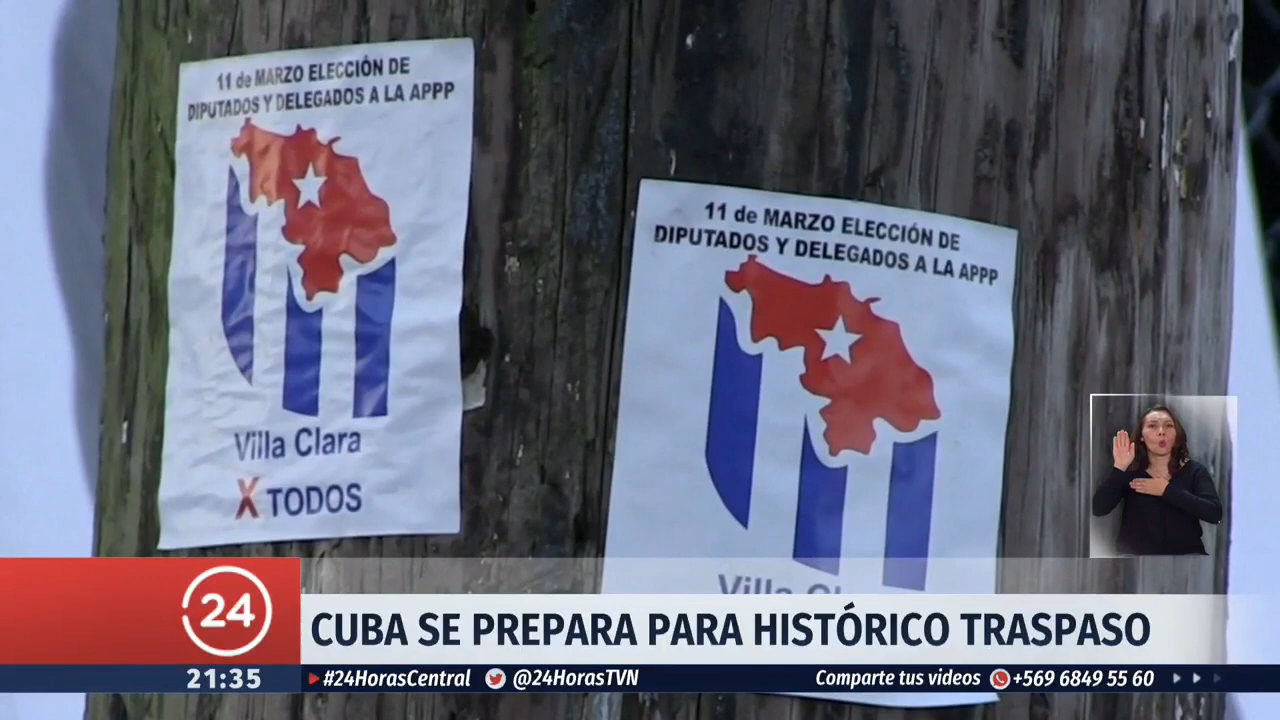 11 de MARZO ELECCIÓN DE
DIPUTADOS Y DELEGADOS A LA APPP
Villa Clara
X TODOS
11 de MARZO ELECCIÓN DE
DIPUTADOS Y DELEGADOS A LA APPP
Villa Cl
24
CUBA SE PREPARA PARA HISTÓRICO TRASPASO
21:35
#24HorasCentral
@24HorasTVN
Comparte tus videos
+569 6849 55 60